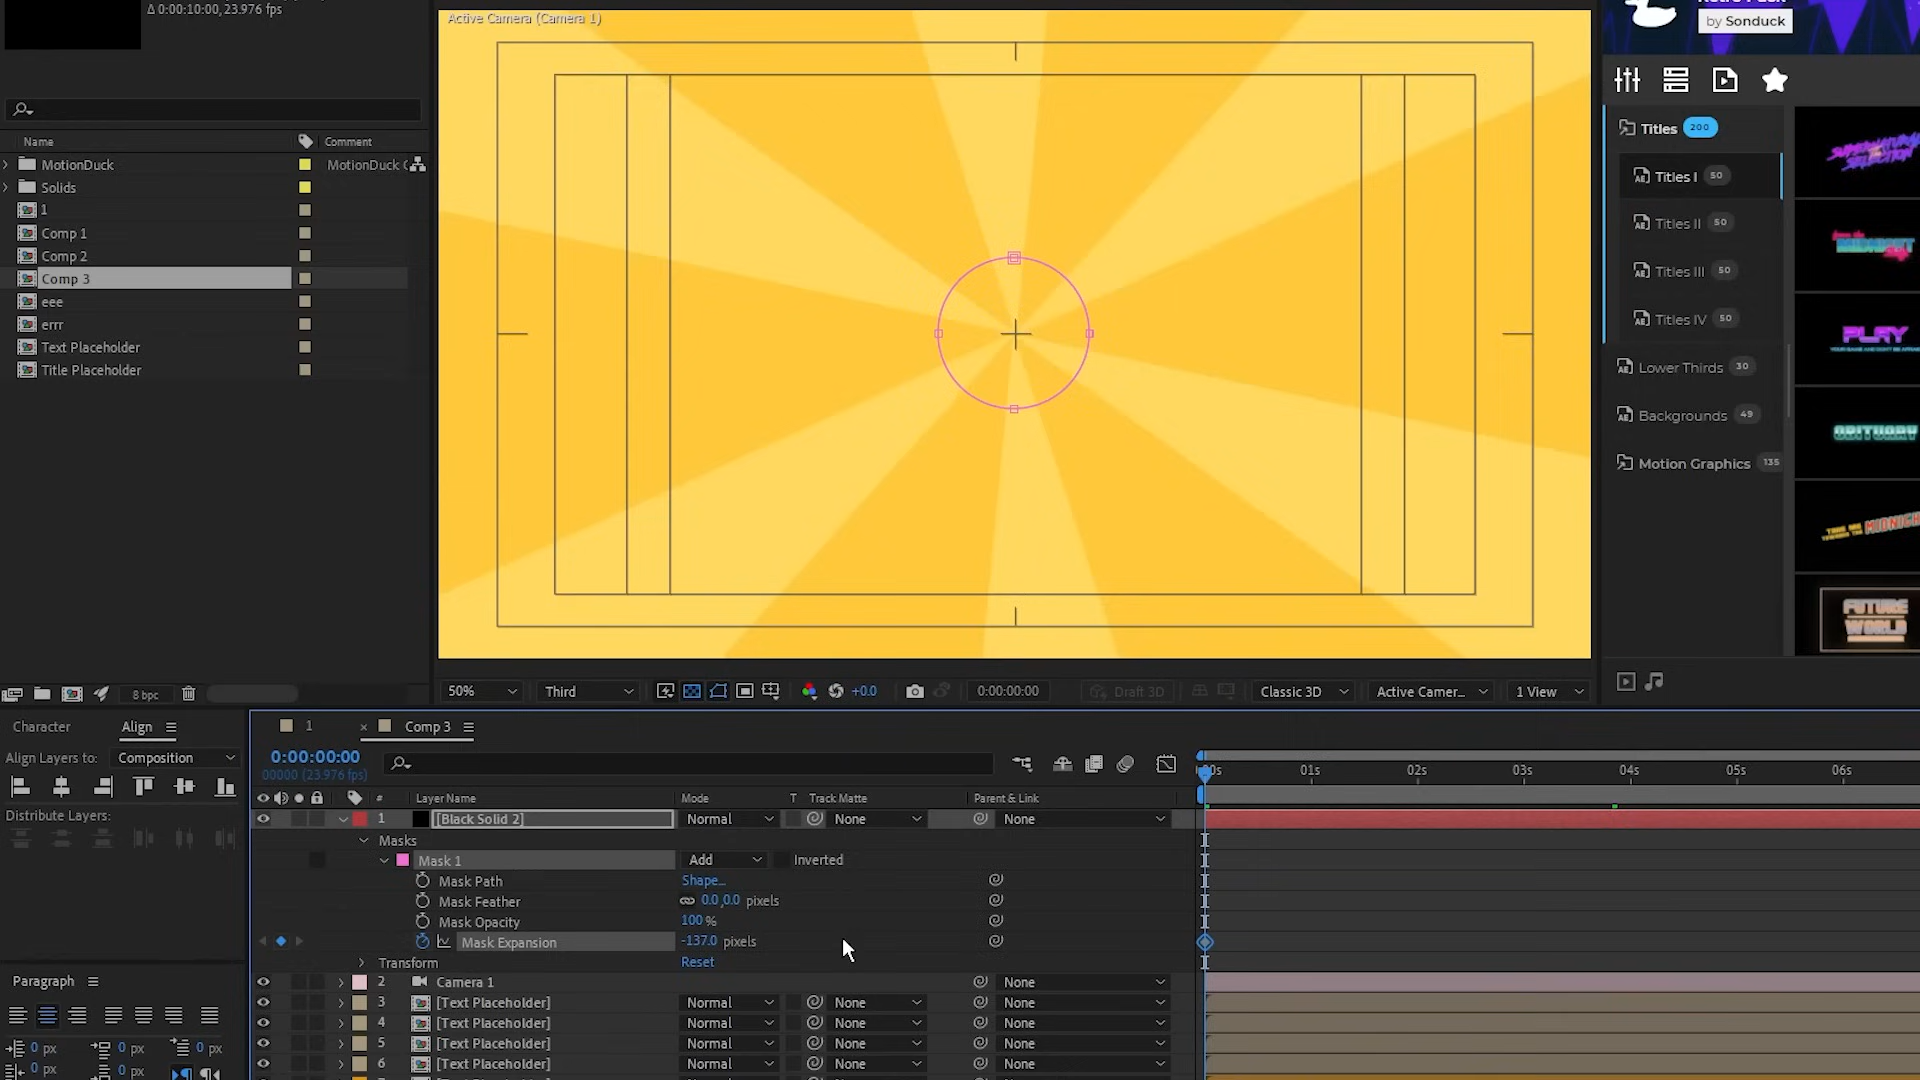 Δ 0:00:10:00, 23.976 fps
Name
Comment
MotionDuck
MotionDuck
Solids
1
Comp 1
Comp 2
Comp 3
eee
errr
Text Placeholder
Title Placeholder
8 bpc
Active Camera (Camera 1)
50%
Third
+0.0
0:00:00:00
Draft 3D
Classic 3D
Active Camer...
1 View
by Sonduck
Titles 200
Titles I 50
Titles II 50
Titles III 50
Titles IV 50
Lower Thirds 30
Backgrounds 49
Motion Graphics 135
PLAY
OBITUARY
MIDNIGHT
FUTURE
WORLD
Character
Align
Align Layers to:
Composition
Distribute Layers:
Paragraph
0 px
0 px
0 px
0 px
0 px
1
× Comp 3
0:00:00:00
00000 (23.976 fps)
00s 01s 02s 03s 04s 05s 06s
# Layer Name Mode T Track Matte Parent & Link
1 [Black Solid 2] Normal None None
Masks
Mask 1 Add Inverted
Mask Path Shape...
Mask Feather 0.0,0.0 pixels
Mask Opacity 100 %
Mask Expansion -137.0 pixels
Transform Reset
2 Camera 1 None
3 [Text Placeholder] Normal None None
4 [Text Placeholder] Normal None None
5 [Text Placeholder] Normal None None
6 [Text Placeholder] Normal None None